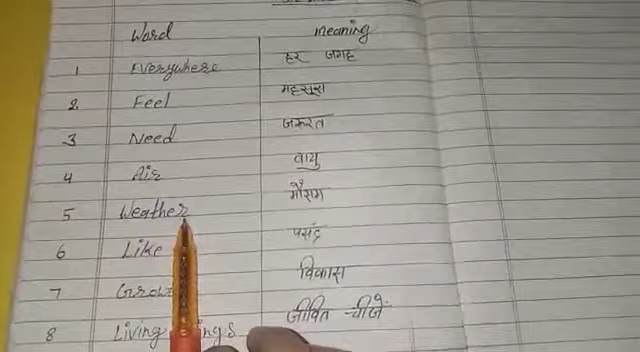 Word meaning
1 Everywhere हर जगह
2. Feel महसूस
3 Need जरूरत
4 Air वायु
5 Weather मौसम
6 Like पसंद
7 विकास
8 Living जीवित चीजें